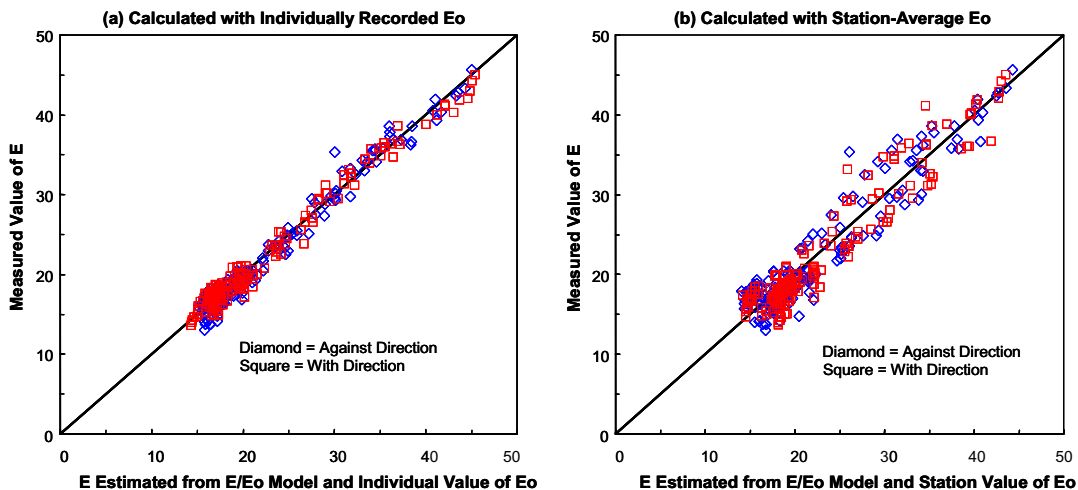 (a) Calculated with Individually Recorded Eo
50
40
30
20
10
0
Measured Value of E
Diamond = Against Direction
Square = With Direction
0 10 20 30 40 50
E Estimated from E/Eo Model and Individual Value of Eo
(b) Calculated with Station-Average Eo
50
40
30
20
10
0
Measured Value of E
Diamond = Against Direction
Square = With Direction
0 10 20 30 40 50
E Estimated from E/Eo Model and Station Value of Eo